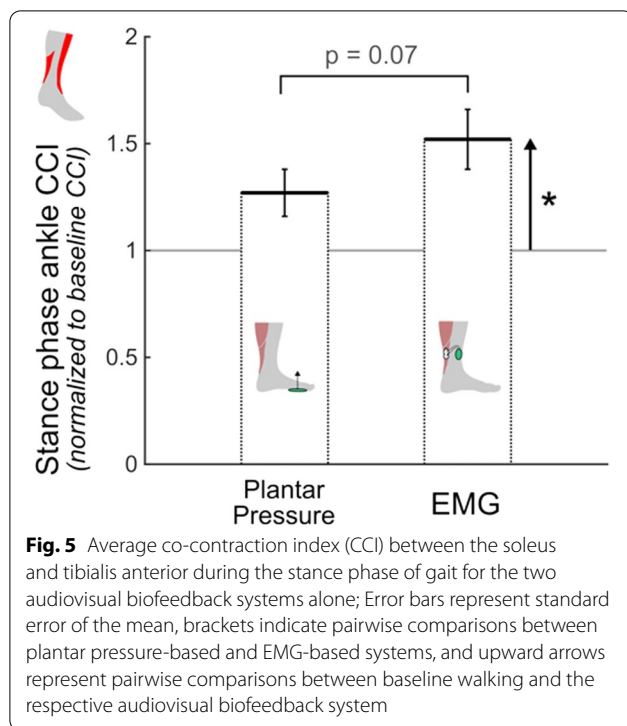 2
p = 0.07
1.5
*
1
0.5
0
Stance phase ankle CCI
(normalized to baseline CCI)
Plantar
Pressure
EMG
Fig. 5 Average co-contraction index (CCI) between the soleus
and tibialis anterior during the stance phase of gait for the two
audiovisual biofeedback systems alone; Error bars represent standard
error of the mean, brackets indicate pairwise comparisons between
plantar pressure-based and EMG-based systems, and upward arrows
represent pairwise comparisons between baseline walking and the
respective audiovisual biofeedback system